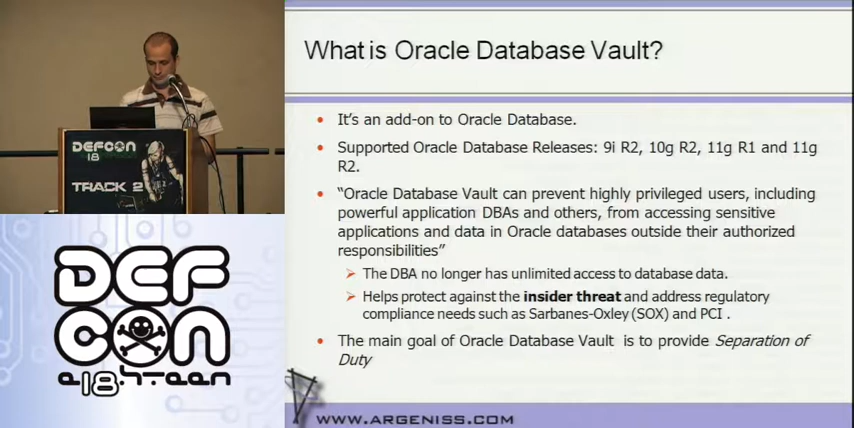 What is Oracle Database Vault?
It's an add-on to Oracle Database.
Supported Oracle Database Releases: 9i R2, 10g R2, 11g R1 and 11g
R2.
"Oracle Database Vault can prevent highly privileged users, including
powerful application DBAs and others, from accessing sensitive
applications and data in Oracle databases outside their authorized
responsibilities"
The DBA no longer has unlimited access to database data.
Helps protect against the insider threat and address regulatory
compliance needs such as Sarbanes-Oxley (SOX) and PCI .
The main goal of Oracle Database Vault is to provide Separation of
Duty
WWW.ARGENISS.COM
DEFCON
18
TRACK 2
DEF
CON
e18hteen